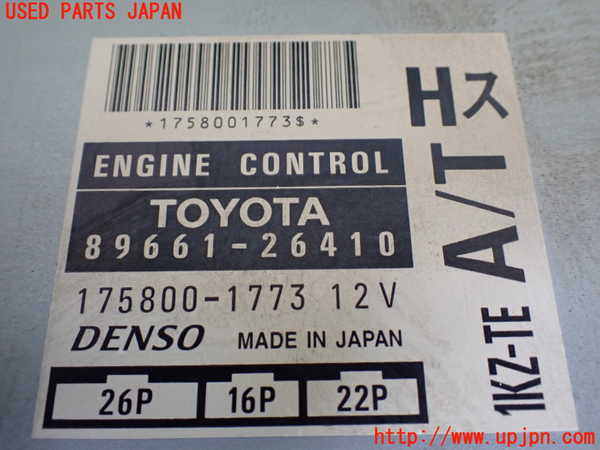 USED PARTS JAPAN
*1758001773$*
ENGINE CONTROL
TOYOTA
89661-26410
175800-1773 12V
DENSO MADE IN JAPAN
26P 16P 22P
Hス
A/T
1KZ-TE
http://www.upjpn.com/